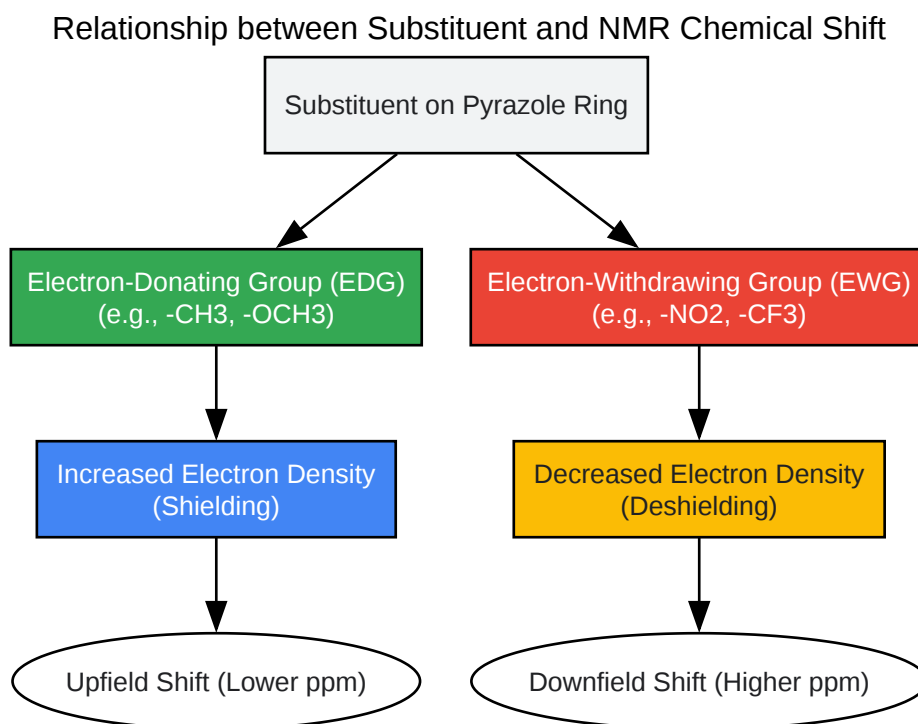 Relationship between Substituent and NMR Chemical Shift
Substituent on Pyrazole Ring
Electron-Donating Group (EDG)
(e.g., -CH3, -OCH3)
Electron-Withdrawing Group (EWG)
(e.g., -NO2, -CF3)
Increased Electron Density
(Shielding)
Decreased Electron Density
(Deshielding)
Upfield Shift (Lower ppm)
Downfield Shift (Higher ppm)